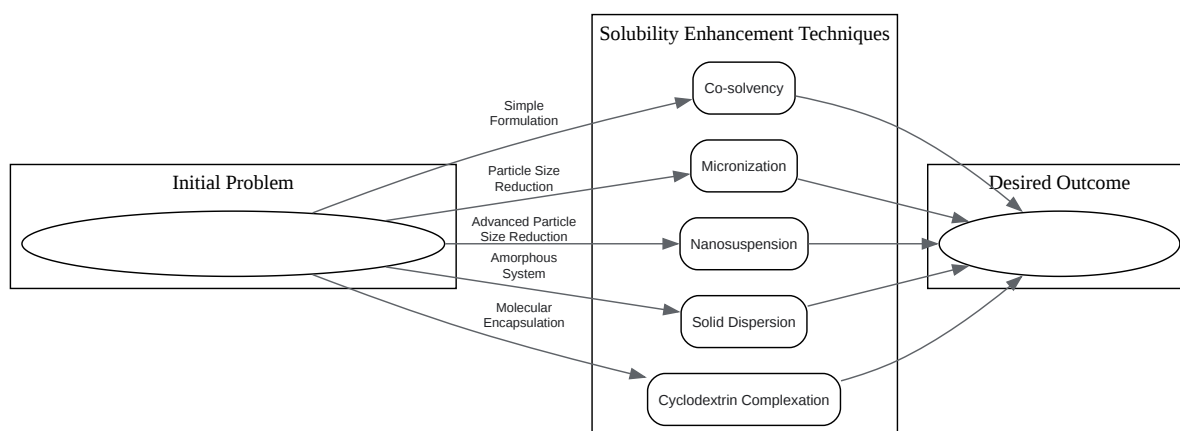 Solubility Enhancement Techniques
Co-solvency
Simple
Formulation
Initial Problem
Particle Size
Reduction
Micronization
Desired Outcome
Advanced Particle
Size Reduction
Nanosuspension
Amorphous
System
Solid Dispersion
Molecular
Encapsulation
Cyclodextrin Complexation